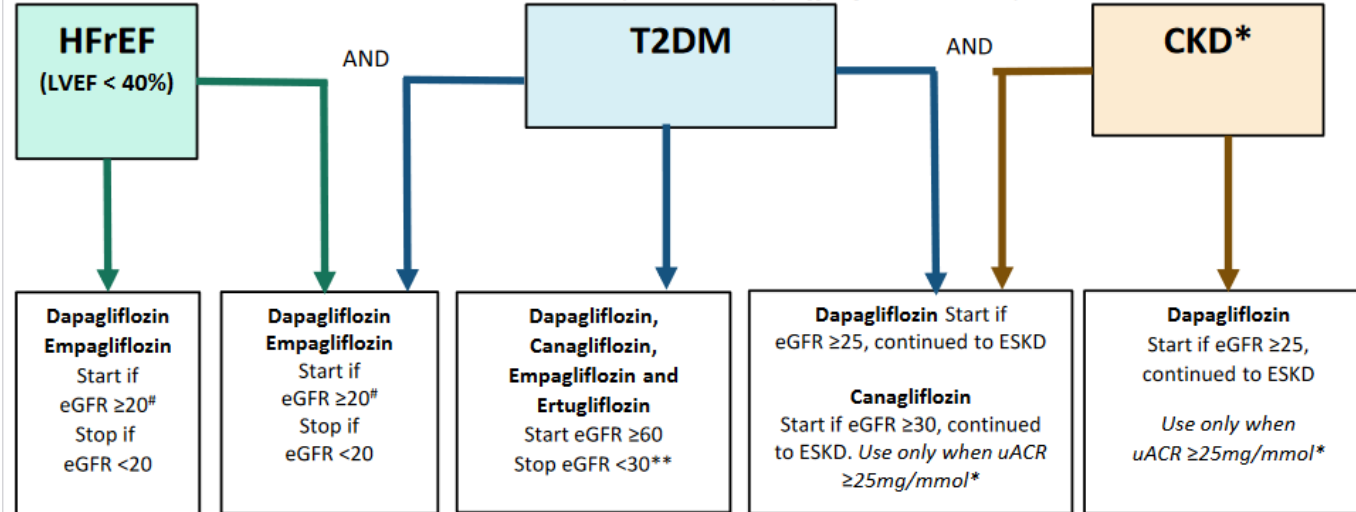 HFrEF
(LVEF < 40%)
AND
T2DM
AND
CKD*
Dapagliflozin
Empagliflozin
Start if
eGFR ≥20#
Stop if
eGFR <20
Dapagliflozin
Empagliflozin
Start if
eGFR ≥20#
Stop if
eGFR <20
Dapagliflozin,
Canagliflozin,
Empagliflozin and
Ertugliflozin
Start eGFR ≥60
Stop eGFR <30**
Dapagliflozin Start if
eGFR ≥25, continued to ESKD
Canagliflozin
Start if eGFR ≥30, continued
to ESKD. Use only when uACR
≥25mg/mmol*
Dapagliflozin
Start if eGFR ≥25,
continued to ESKD
Use only when
uACR ≥25mg/mmol*